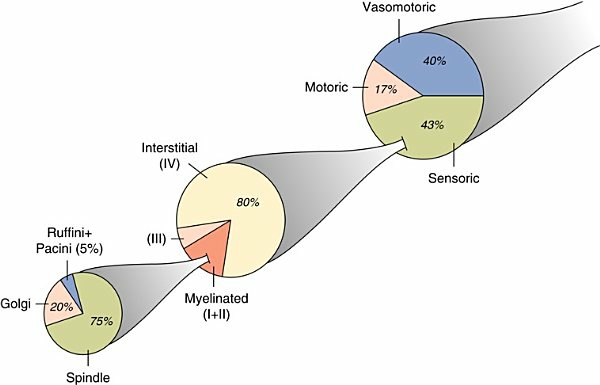 Vasomotoric
40%
Motoric
17%
43%
Sensoric
Interstitial
(IV)
80%
(III)
Myelinated
(I+II)
Ruffini+
Pacini (5%)
Golgi
20%
75%
Spindle